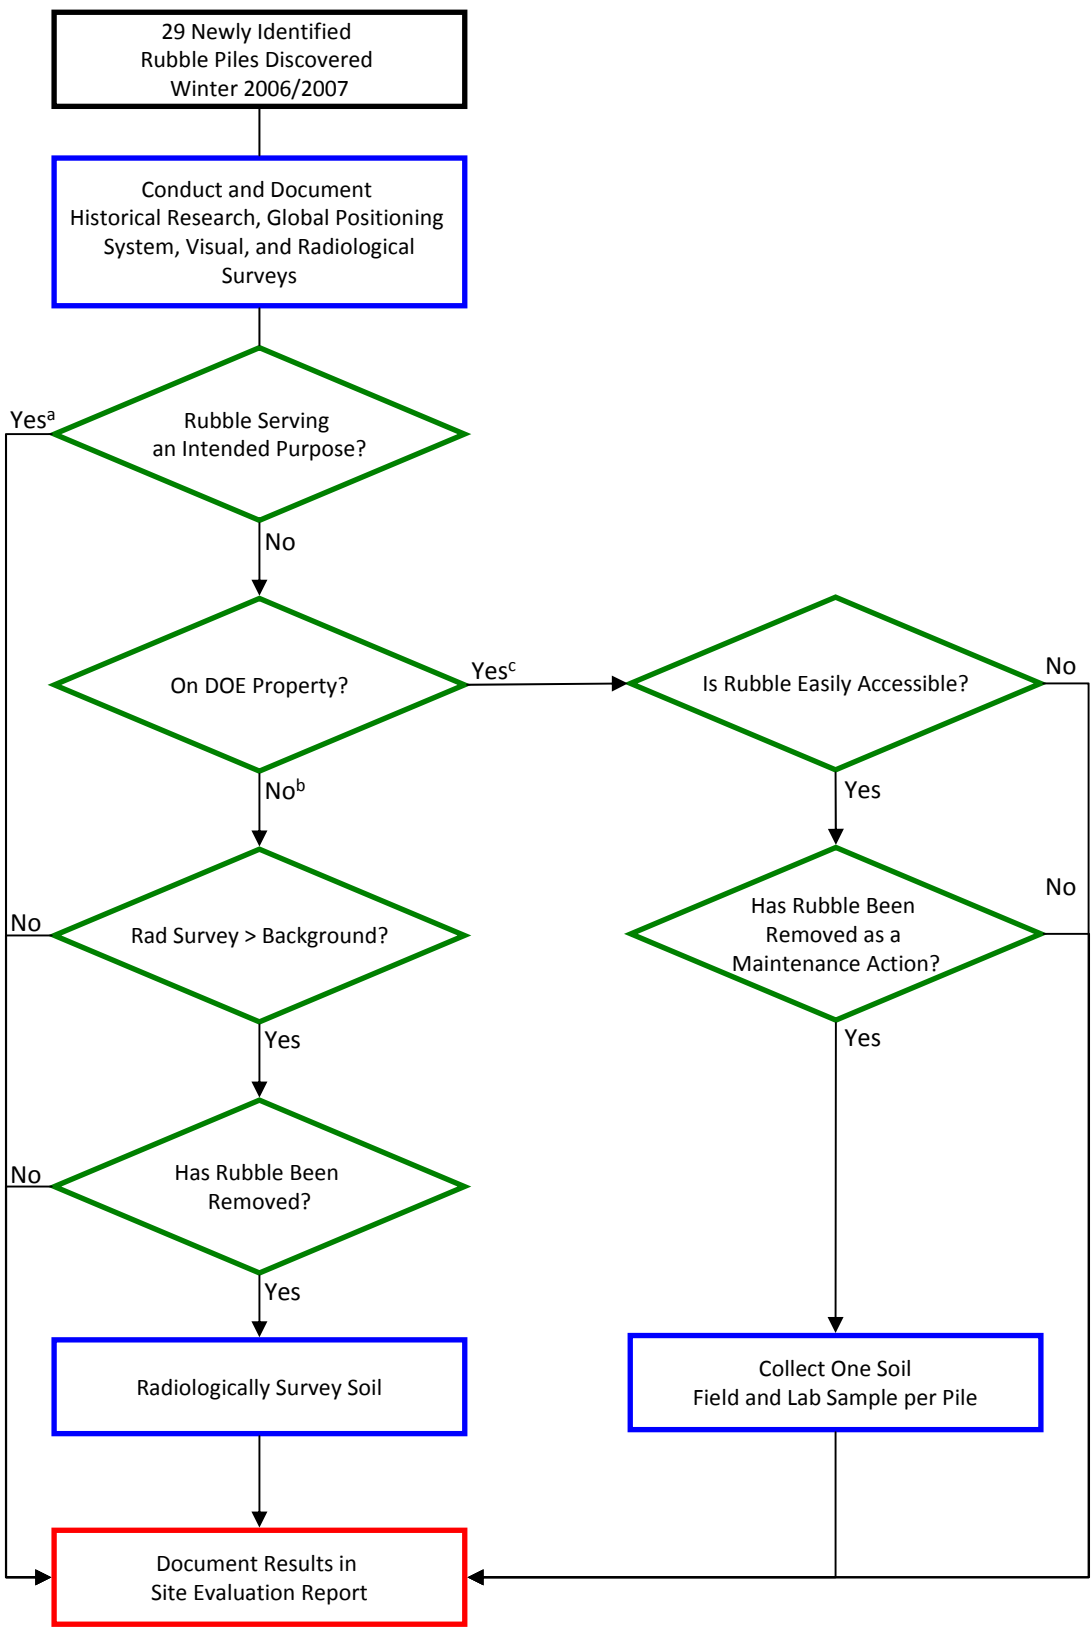 29 Newly Identified
Rubble Piles Discovered
Winter 2006/2007
Conduct and Document
Historical Research, Global Positioning
System, Visual, and Radiological
Surveys
Yesᵃ
Rubble Serving
an Intended Purpose?
No
On DOE Property?
Yesᶜ
Is Rubble Easily Accessible?
No
Noᵇ
Yes
No
Rad Survey > Background?
Has Rubble Been
Removed as a
Maintenance Action?
No
Yes
Yes
No
Has Rubble Been
Removed?
Yes
Radiologically Survey Soil
Collect One Soil
Field and Lab Sample per Pile
Document Results in
Site Evaluation Report